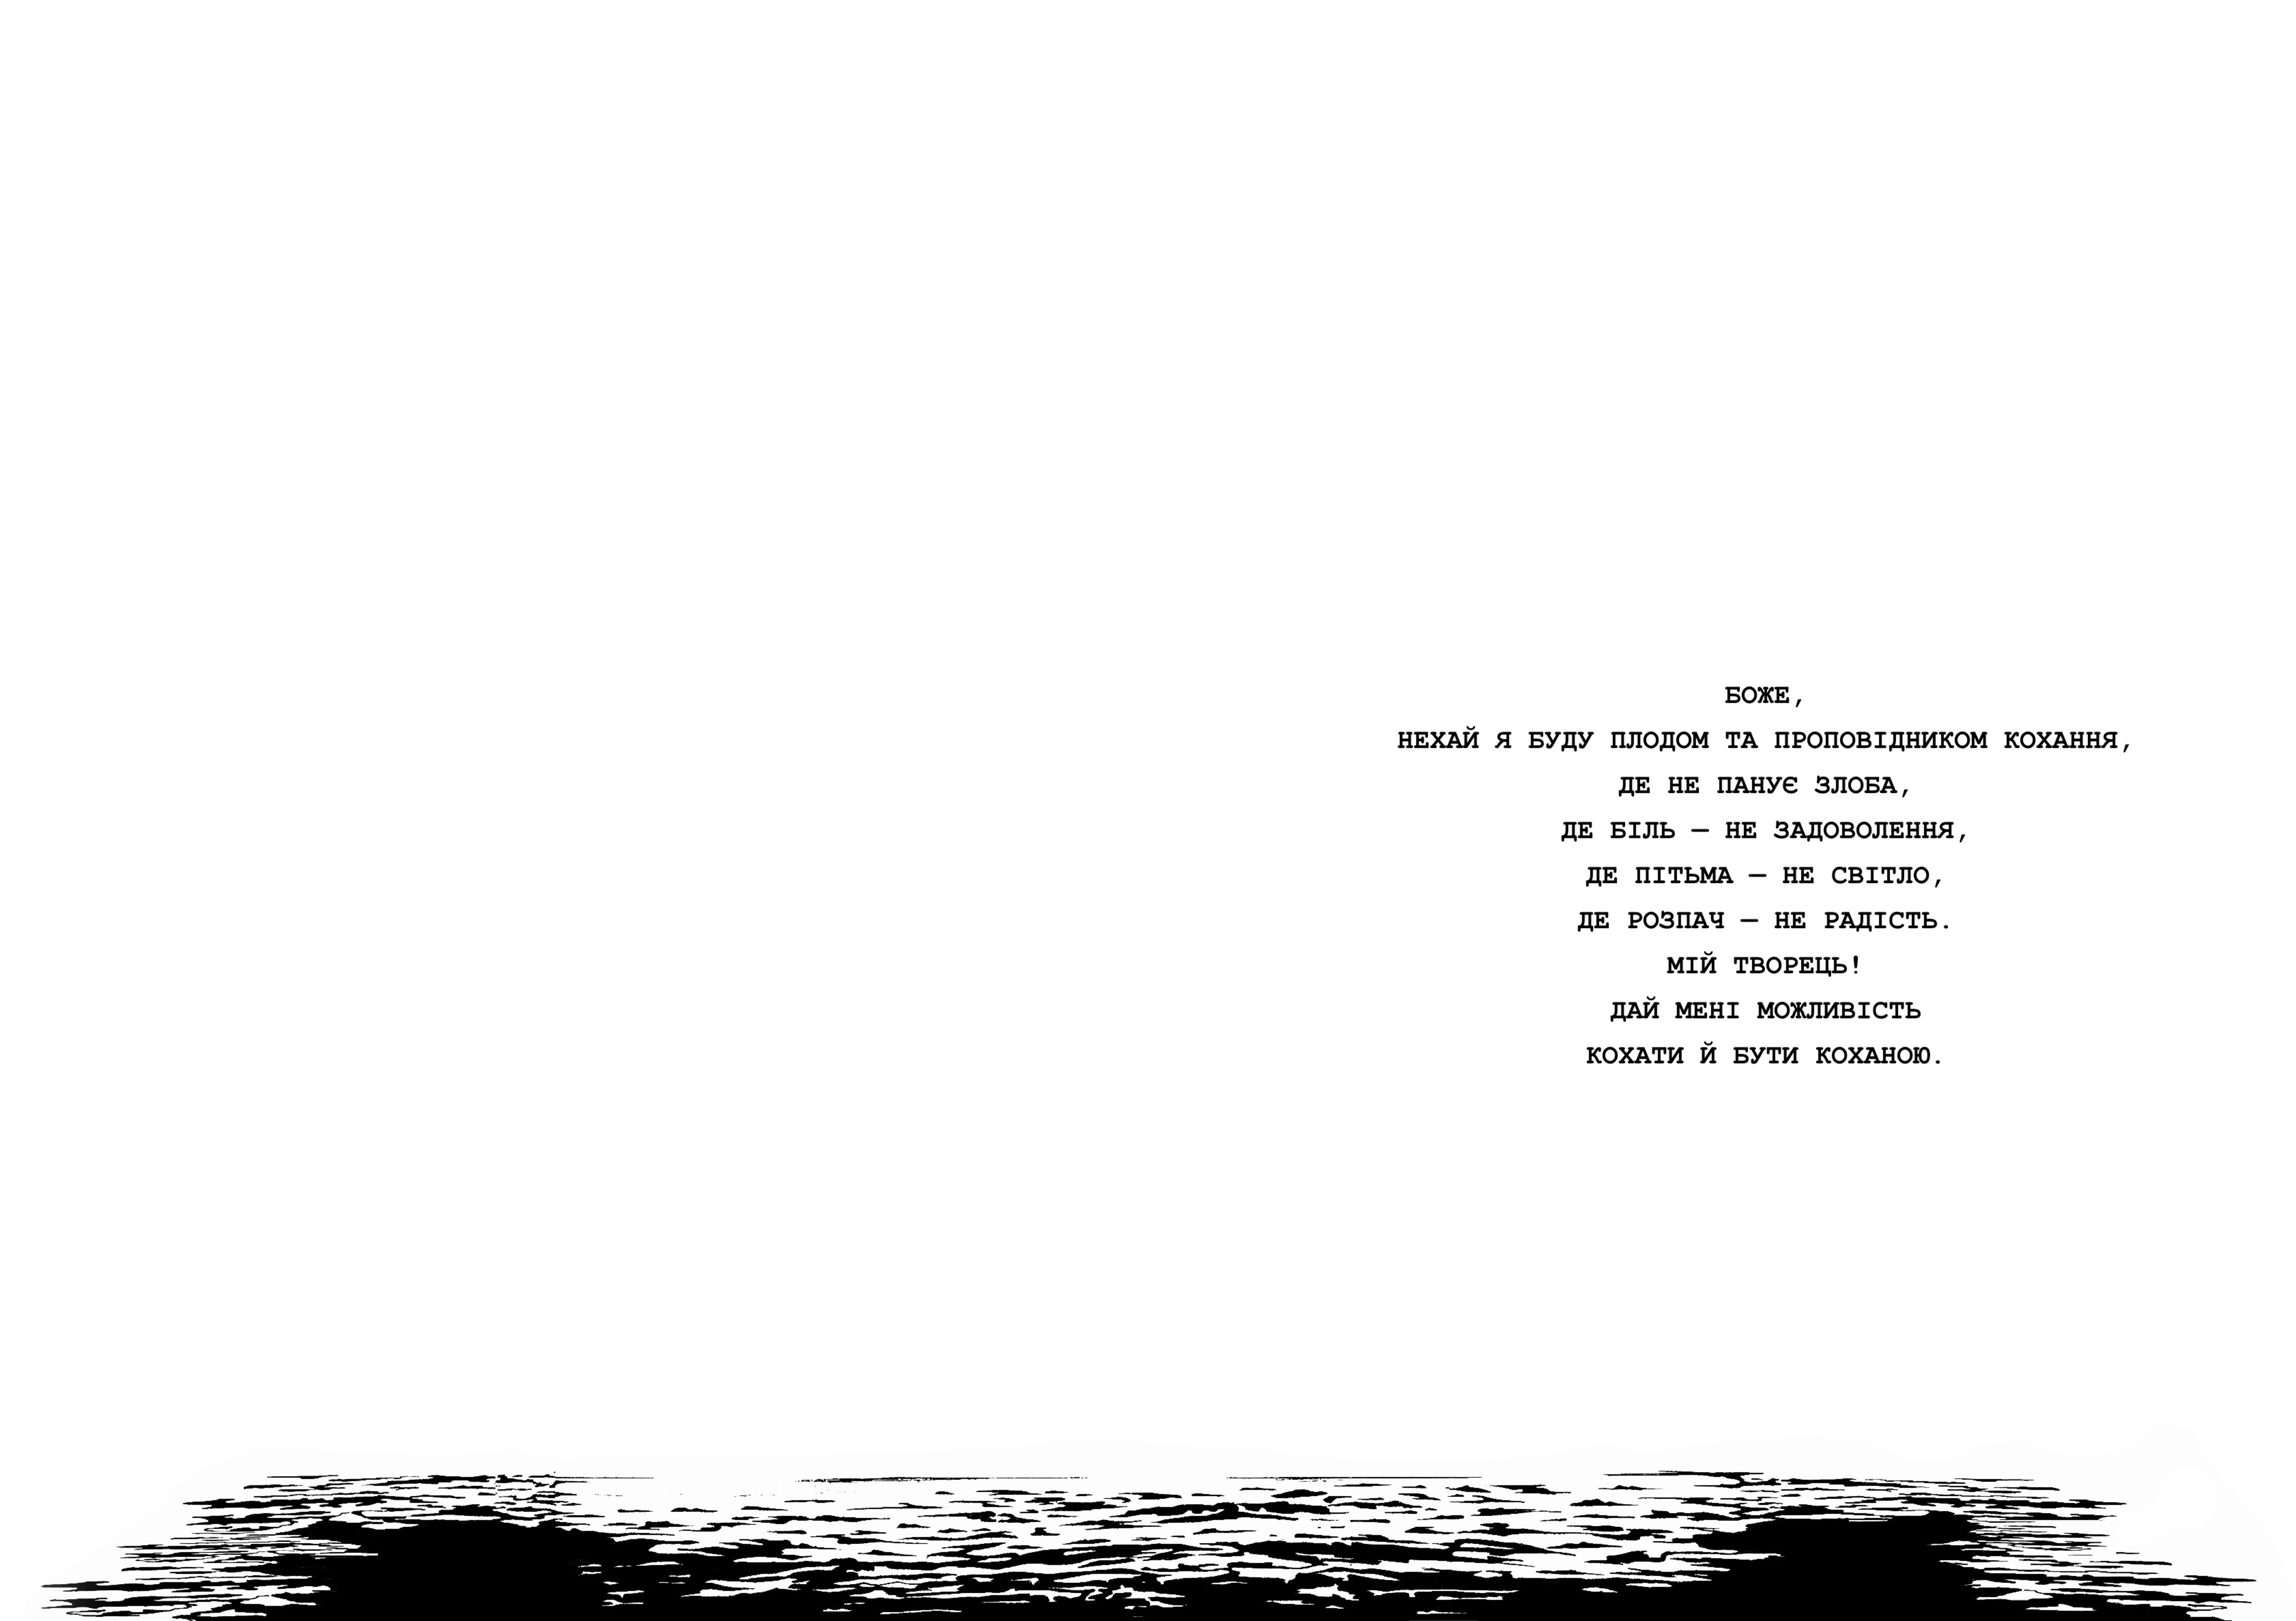 БОЖЕ,
НЕХАЙ Я БУДУ ПЛОДОМ ТА ПРОПОВІДНИКОМ КОХАННЯ,
ДЕ НЕ ПАНУЄ ЗЛОБА,
ДЕ БІЛЬ — НЕ ЗАДОВОЛЕННЯ,
ДЕ ПІТЬМА — НЕ СВІТЛО,
ДЕ РОЗПАЧ — НЕ РАДІСТЬ.
МІЙ ТВОРЕЦЬ!
ДАЙ МЕНІ МОЖЛИВІСТЬ
КОХАТИ Й БУТИ КОХАНОЮ.